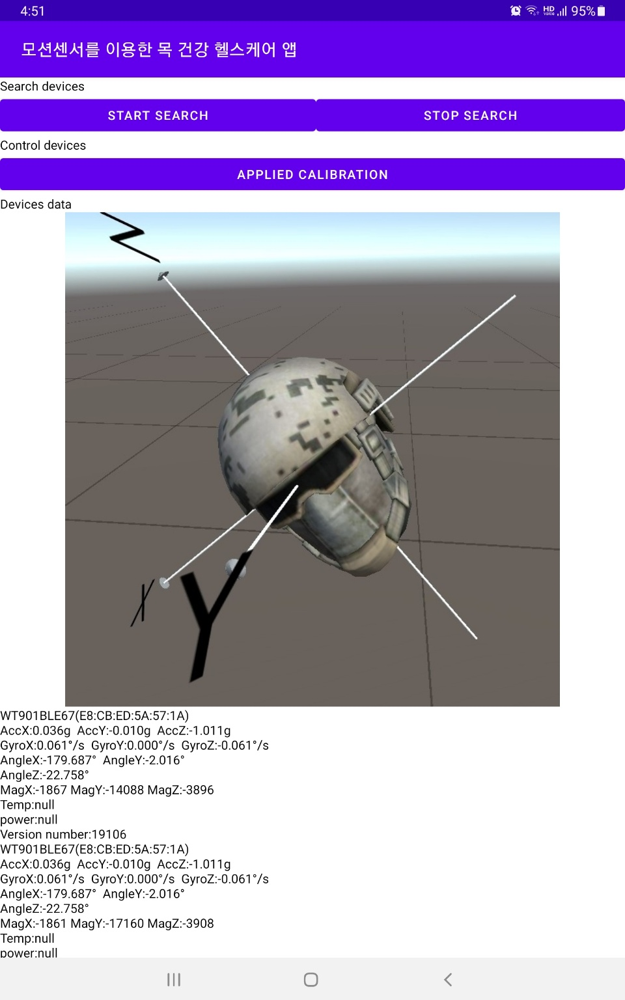 4:51 HD voice 95%
모션센서를 이용한 목 건강 헬스케어 앱
Search devices
START SEARCH STOP SEARCH
Control devices
APPLIED CALIBRATION
Devices data
Z
X
Y
WT901BLE67(E8:CB:ED:5A:57:1A)
AccX:0.036g AccY:-0.010g AccZ:-1.011g
GyroX:0.061°/s GyroY:0.000°/s GyroZ:-0.061°/s
AngleX:-179.687° AngleY:-2.016°
AngleZ:-22.758°
MagX:-1867 MagY:-14088 MagZ:-3896
Temp:null
power:null
Version number:19106
WT901BLE67(E8:CB:ED:5A:57:1A)
AccX:0.036g AccY:-0.010g AccZ:-1.011g
GyroX:0.061°/s GyroY:0.000°/s GyroZ:-0.061°/s
AngleX:-179.687° AngleY:-2.016°
AngleZ:-22.758°
MagX:-1861 MagY:-17160 MagZ:-3908
Temp:null
power:null